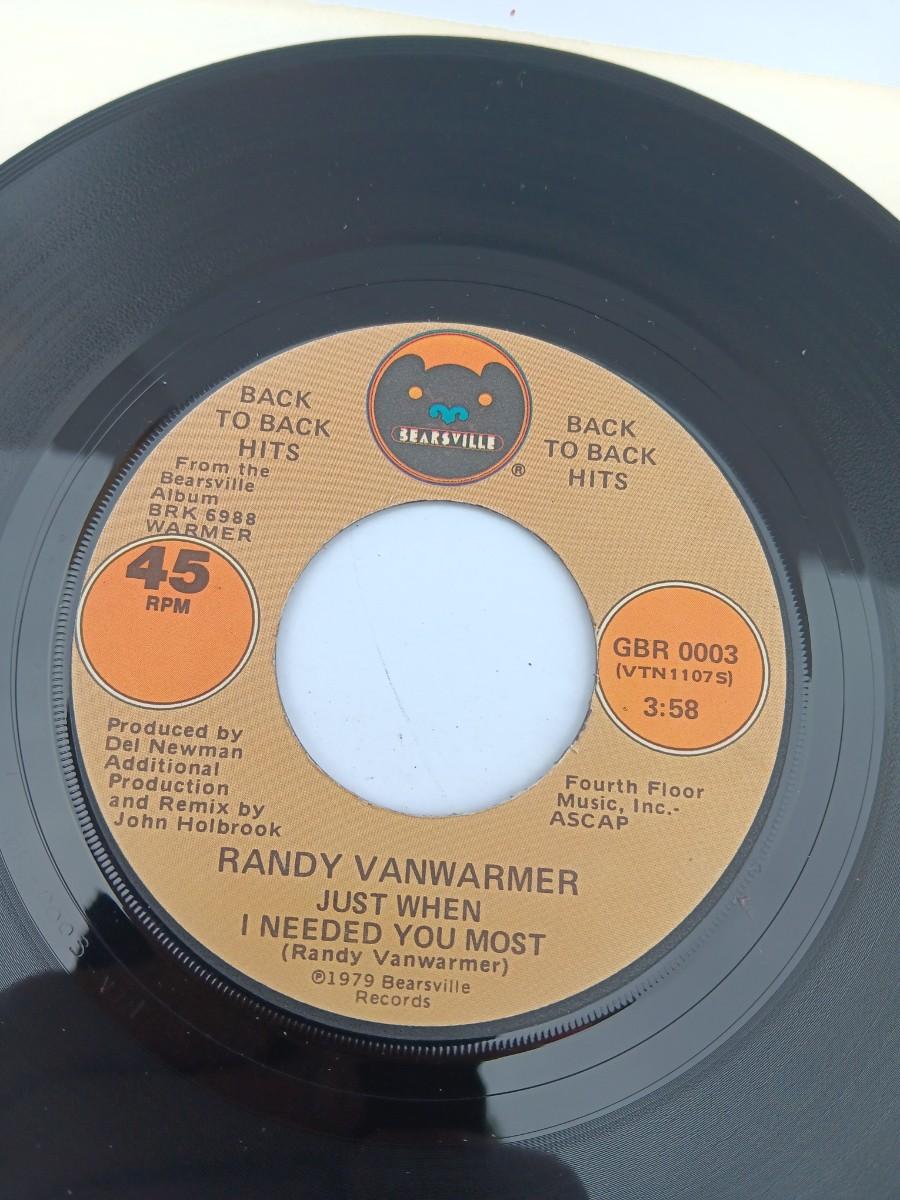 BEARSVILLE
®
BACK
TO BACK
HITS
BACK
TO BACK
HITS
From the
Bearsville
Album
BRK 6988
WARMER
45
RPM
GBR 0003
(VTN1107S)
3:58
Produced by
Del Newman
Additional
Production
and Remix by
John Holbrook
Fourth Floor
Music, Inc.-
ASCAP
RANDY VANWARMER
JUST WHEN
I NEEDED YOU MOST
(Randy Vanwarmer)
℗1979 Bearsville
Records